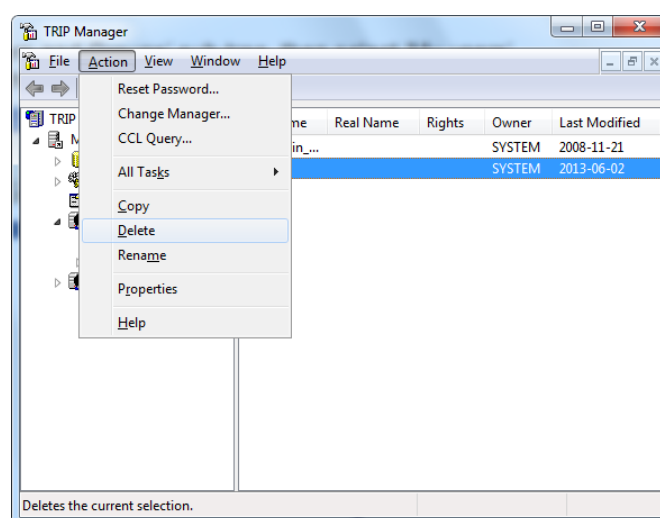 TRIP Manager
File Action View Window Help
Reset Password...
Change Manager...
CCL Query...
All Tasks
Copy
Delete
Rename
Properties
Help
TRIP
me Real Name Rights Owner Last Modified
in_... SYSTEM 2008-11-21
SYSTEM 2013-06-02
Deletes the current selection.